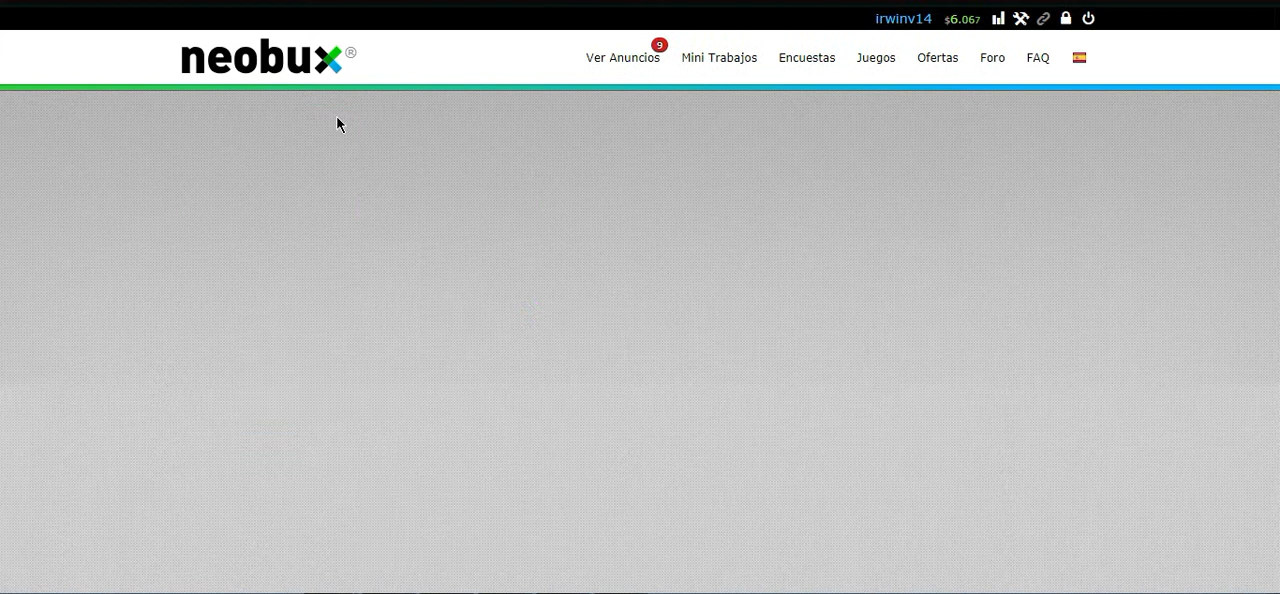 irwinv14 $6.067
neobux®
Ver Anuncios 9 Mini Trabajos Encuestas Juegos Ofertas Foro FAQ